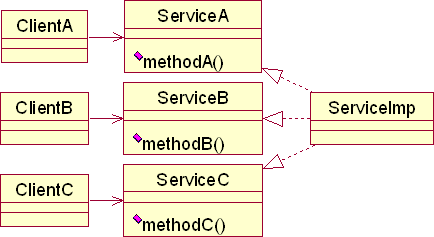 ClientA
ServiceA
methodA()
ClientB
ServiceB
methodB()
ServiceImp
ClientC
ServiceC
methodC()